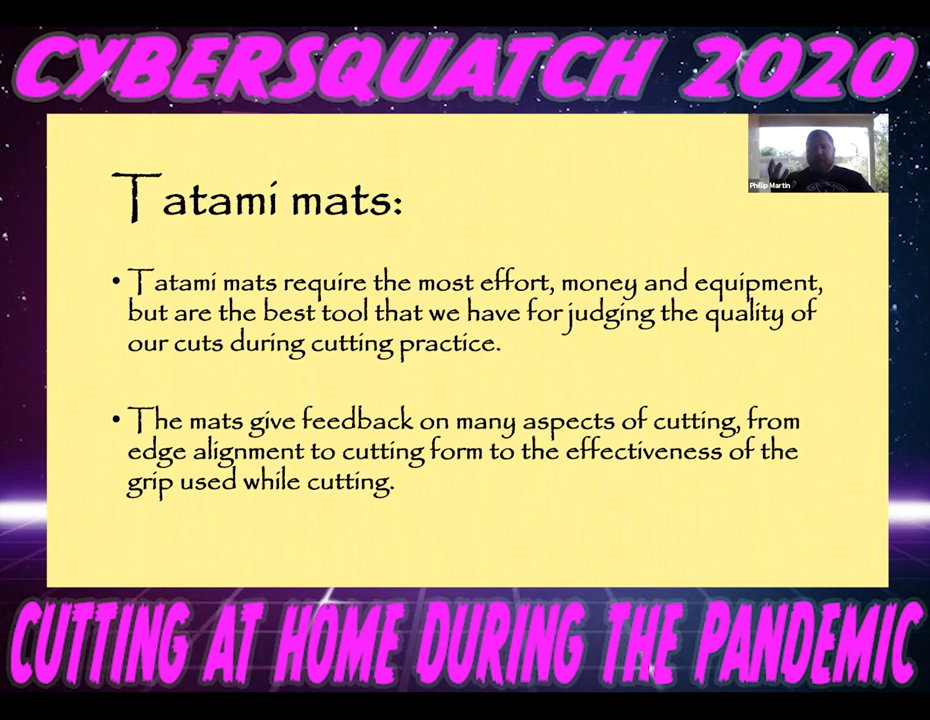 CYBERSQUATCH 2020
Philip Martin
Tatami mats:
• Tatami mats require the most effort, money and equipment,
but are the best tool that we have for judging the quality of
our cuts during cutting practice.
• The mats give feedback on many aspects of cutting, from
edge alignment to cutting form to the effectiveness of the
grip used while cutting.
CUTTING AT HOME DURING THE PANDEMIC